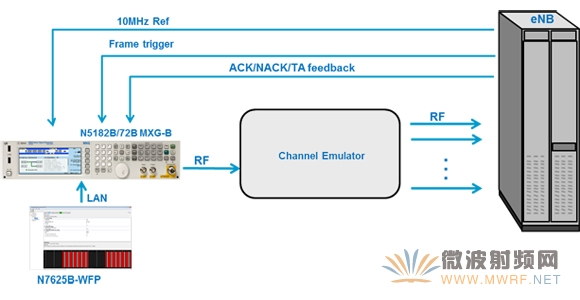 eNB
10MHz Ref
Frame trigger
ACK/NACK/TA feedback
N5182B/72B MXG-B
RF
Channel Emulator
RF
LAN
N7625B-WFP
微波射频网
WWW.MWRF.NET